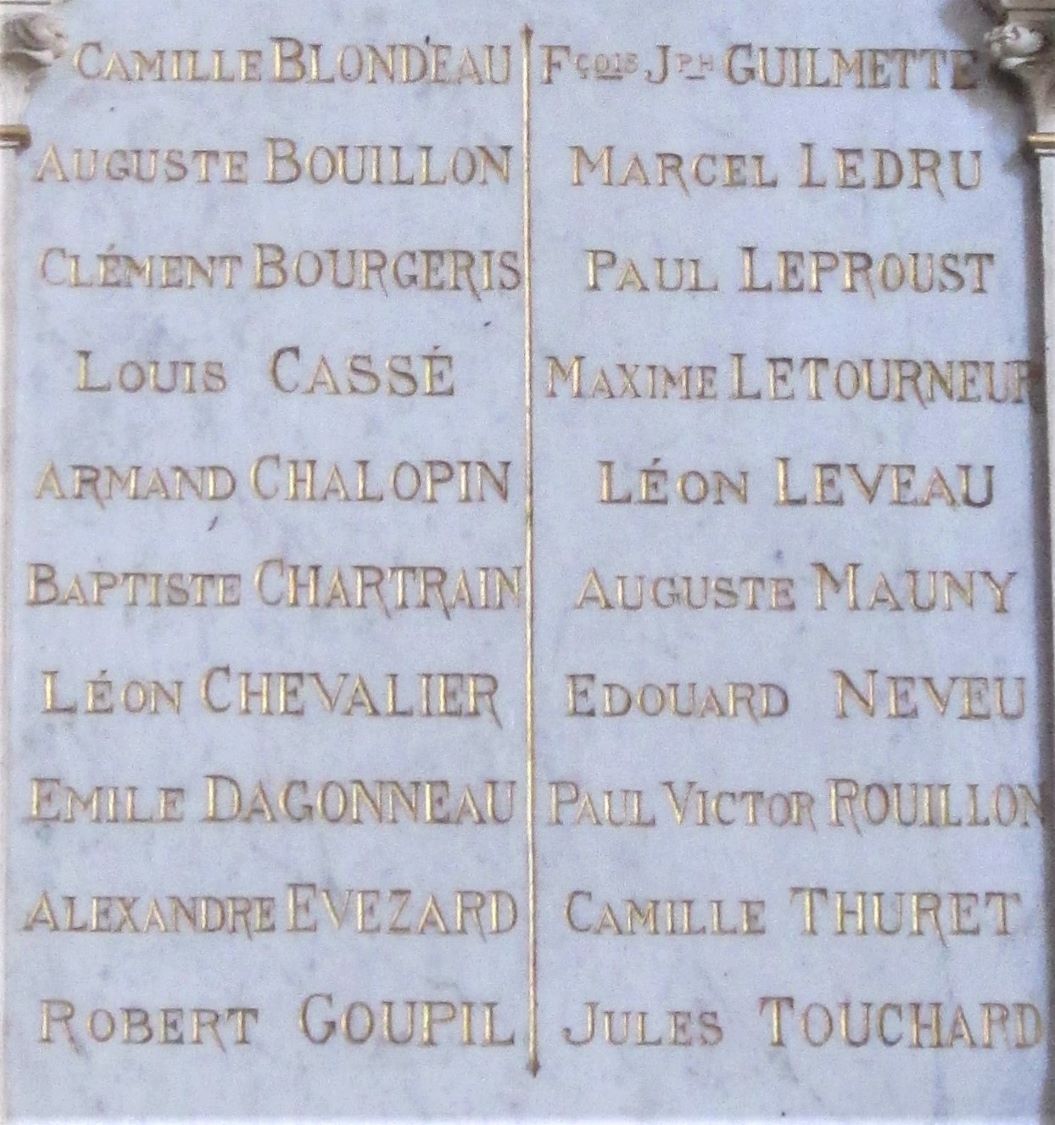 CAMILLE BLONDEAU
AUGUSTE BOUILLON
CLÉMENT BOURGERIS
LOUIS CASSÉ
ARMAND CHALOPIN
BAPTISTE CHARTRAIN
LÉON CHEVALIER
EMILE DAGONNEAU
ALEXANDRE EVEZARD
ROBERT GOUPIL
FÇOIS JPH GUILMETTE
MARCEL LEDRU
PAUL LEPROUST
MAXIME LETOURNEUR
LÉON LEVEAU
AUGUSTE MAUNY
EDOUARD NEVEU
PAUL VICTOR ROUILLON
CAMILLE THURET
JULES TOUCHARD